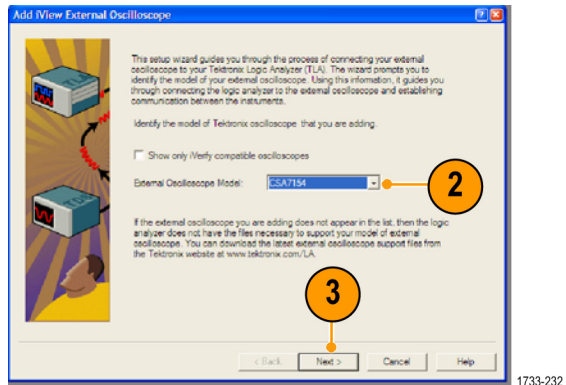 Add iView External Oscilloscope
This setup wizard guides you through the process of connecting your external
oscilloscope to your Tektronix Logic Analyzer (TLA). The wizard prompts you to
identify the model of your external oscilloscope. Using this information, it guides you
through connecting the logic analyzer to the external oscilloscope and establishing
communication between the instruments.
Identify the model of Tektronix oscilloscope that you are adding.
Show only iVerify compatible oscilloscopes
External Oscilloscope Model: CSA7154
2
If the external oscilloscope you are adding does not appear in the list, then the logic
analyzer does not have the files necessary to support your model of external
oscilloscope. You can download the latest external oscilloscope support files from
the Tektronix website at www.tektronix.com/LA.
3
< Back Next > Cancel Help
1733-232
TLA
TDS